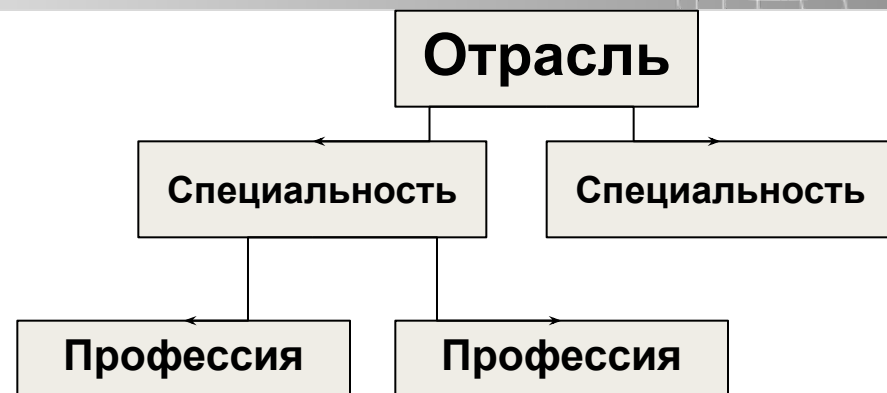 Отрасль
Специальность
Специальность
Профессия
Профессия